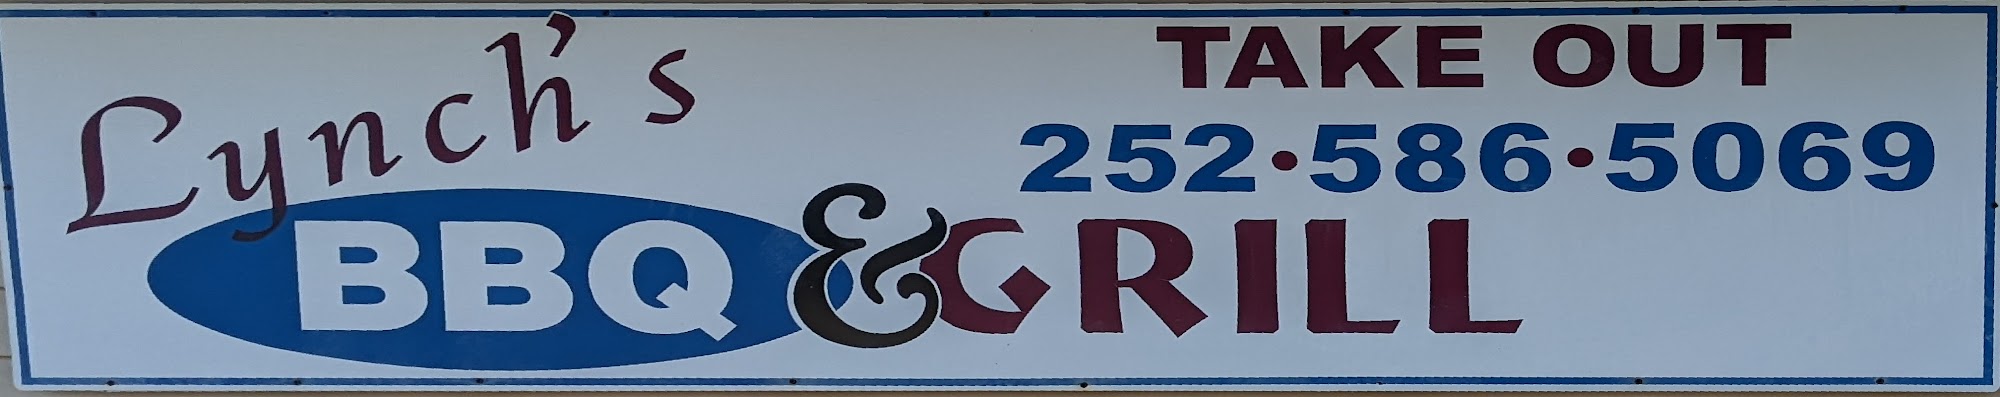 Lynch's
BBQ & GRILL
TAKE OUT
252•586•5069